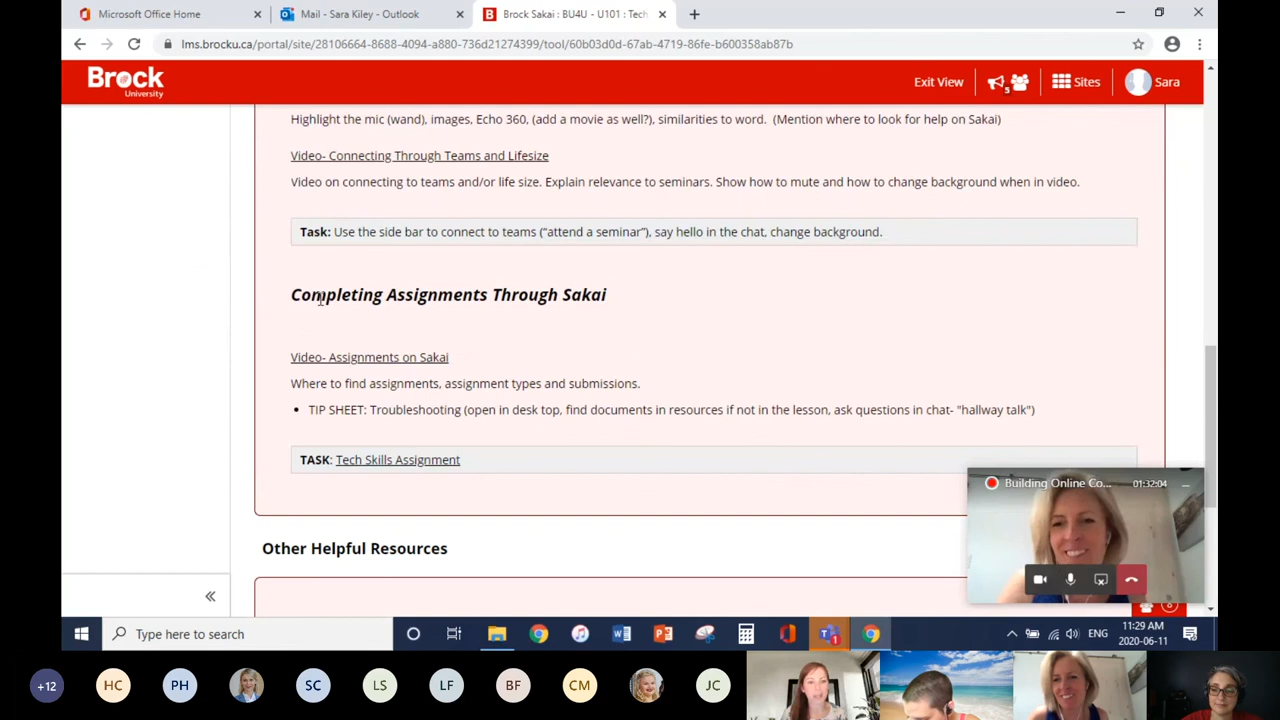 Microsoft Office Home
Mail - Sara Kiley - Outlook
Brock Sakai : BU4U - U101 : Tech
lms.brocku.ca/portal/site/28106664-8688-4094-a880-736d21274399/tool/60b03d0d-67ab-4719-86fe-b600358ab87b
Brock
University
Exit View
5
Sites
Sara
Highlight the mic (wand), images, Echo 360, (add a movie as well?), similarities to word. (Mention where to look for help on Sakai)
Video- Connecting Through Teams and Lifesize
Video on connecting to teams and/or life size. Explain relevance to seminars. Show how to mute and how to change background when in video.
Task: Use the side bar to connect to teams (“attend a seminar”), say hello in the chat, change background.
Completing Assignments Through Sakai
Video- Assignments on Sakai
Where to find assignments, assignment types and submissions.
• TIP SHEET: Troubleshooting (open in desk top, find documents in resources if not in the lesson, ask questions in chat- "hallway talk")
TASK: Tech Skills Assignment
Building Online Co...
01:32:04
Other Helpful Resources
Type here to search
ENG
11:29 AM
2020-06-11
+12
HC
PH
SC
LS
LF
BF
CM
JC